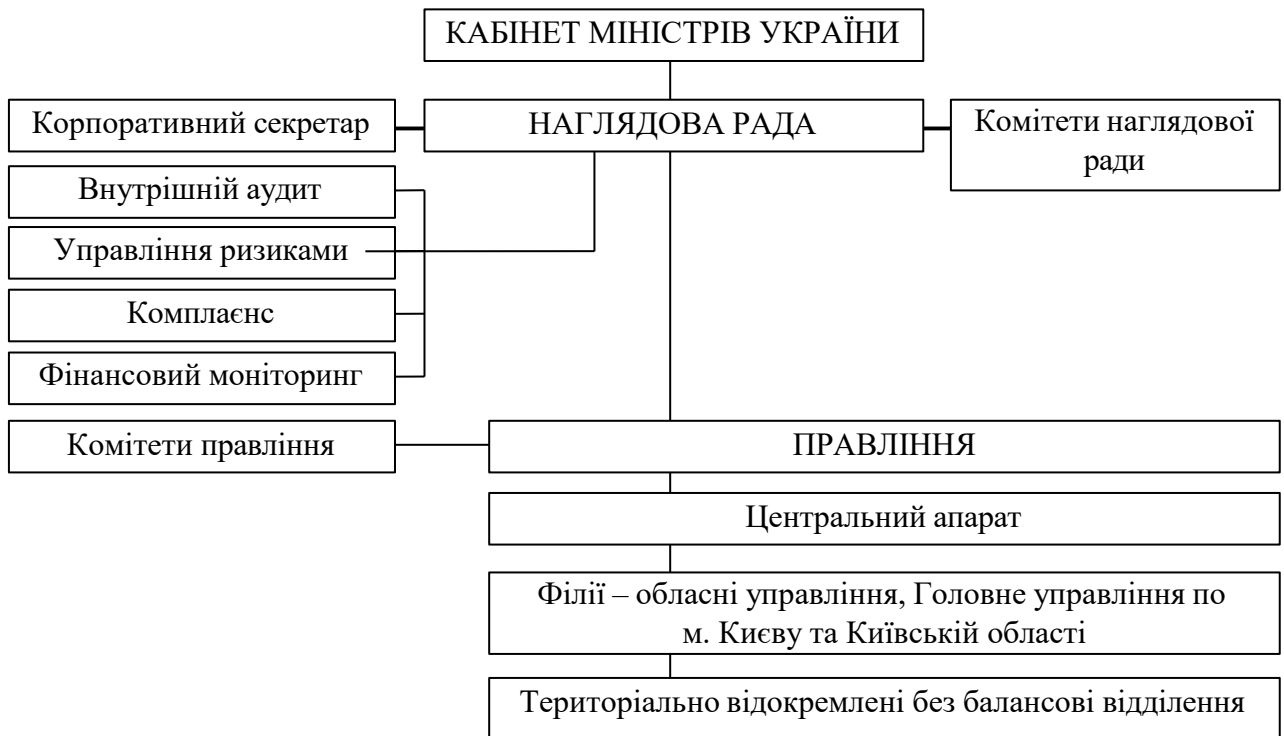 КАБІНЕТ МІНІСТРІВ УКРАЇНИ
Корпоративний секретар
НАГЛЯДОВА РАДА
Комітети наглядової
ради
Внутрішній аудит
Управління ризиками
Комплаєнс
Фінансовий моніторинг
Комітети правління
ПРАВЛІННЯ
Центральний апарат
Філії – обласні управління, Головне управління по
м. Києву та Київській області
Територіально відокремлені без балансові відділення